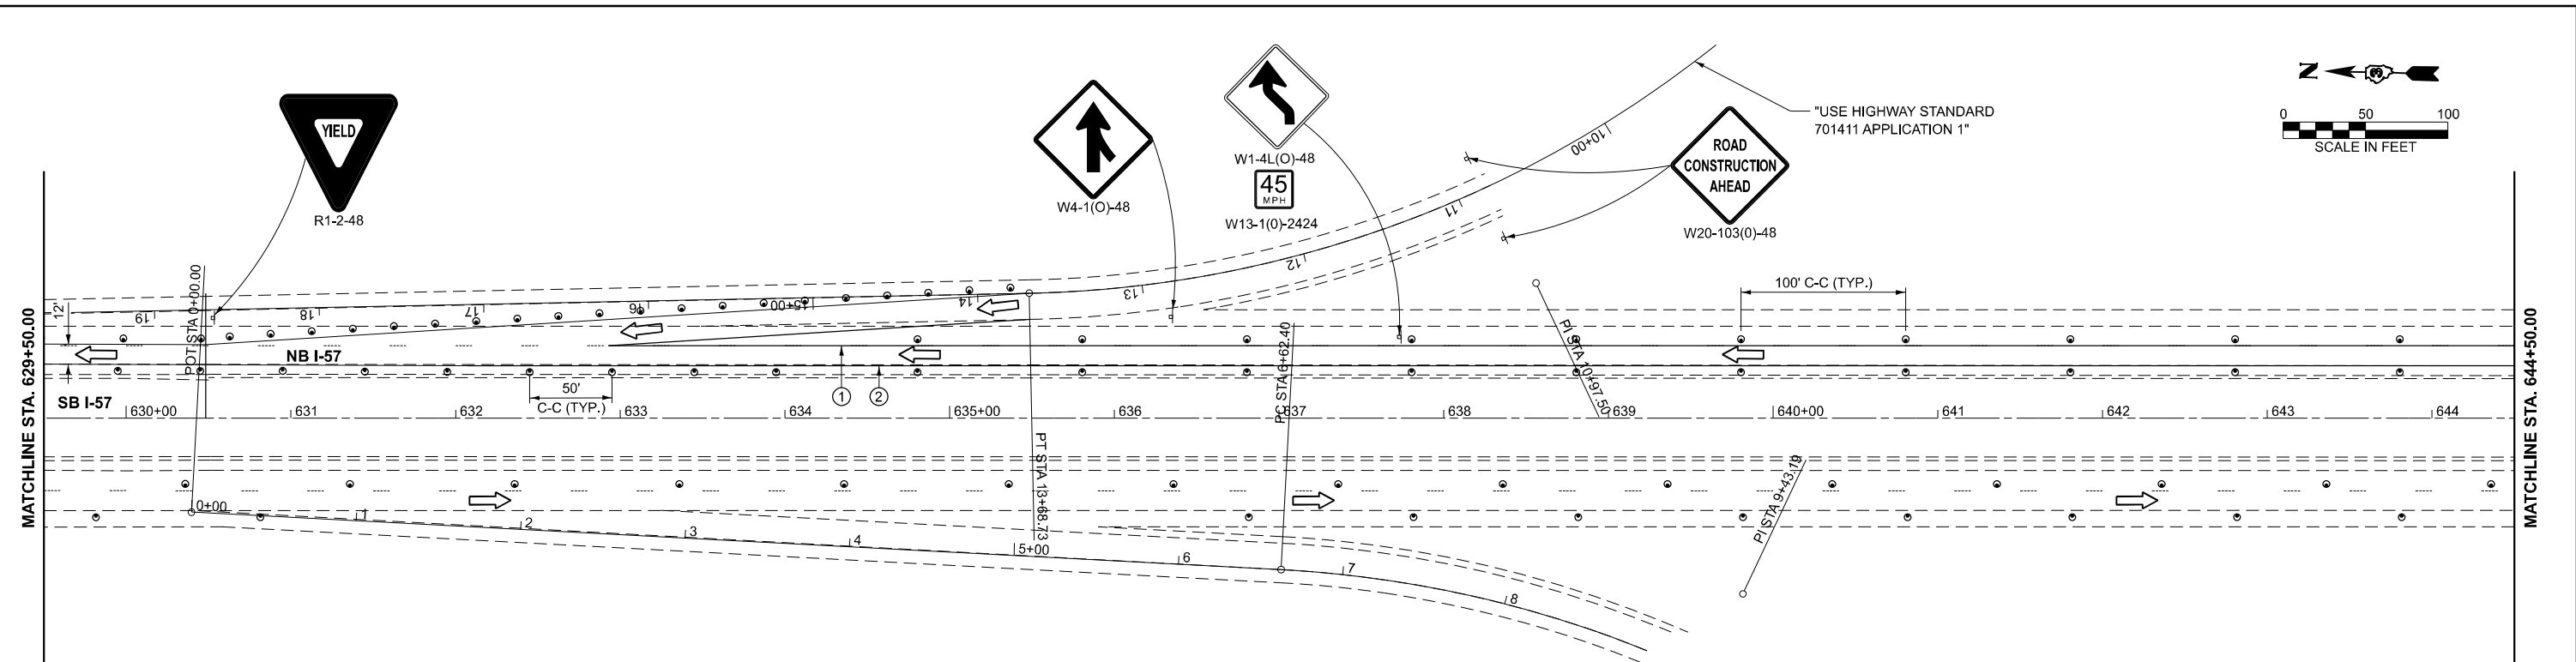 YIELD
R1-2-48
W4-1(O)-48
W1-4L(O)-48
45
MPH
W13-1(0)-2424
ROAD
CONSTRUCTION
AHEAD
W20-103(0)-48
"USE HIGHWAY STANDARD
701411 APPLICATION 1"
N
0 50 100
SCALE IN FEET
10+00
11
12
13
14
15+00
16
17
18
19
12'
POT STA 0+00.00
PC STA 6+62.40
PI STA 10+97.50
100' C-C (TYP.)
NB I-57
SB I-57
50'
C-C (TYP.)
1
2
630+00 631 632 633 634 635+00 636 637 638 639 640+00 641 642 643 644
PT STA 13+68.73
PI STA 9+43.19
0+00 1 2 3 4 5+00 6 7 8
MATCHLINE STA. 629+50.00
MATCHLINE STA. 644+50.00